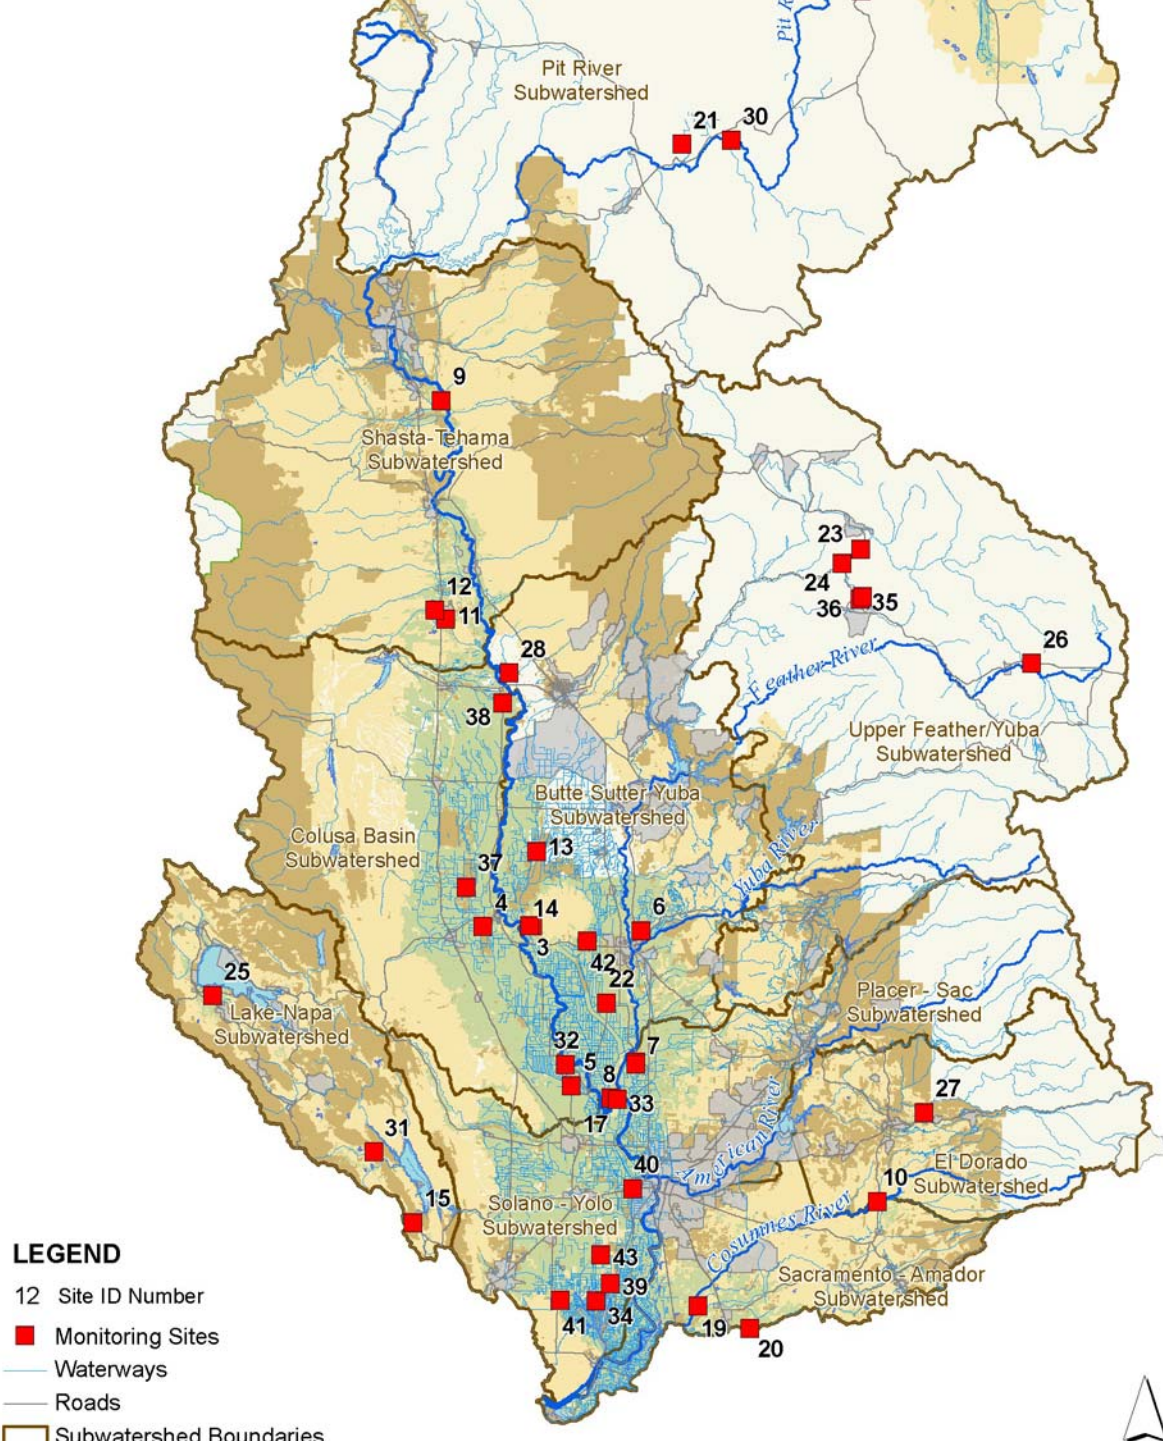 Pit R
Pit River
Subwatershed
21
30
9
Shasta-Tehama
Subwatershed
23
24
12
11
36
35
28
26
Feather River
38
Upper Feather/Yuba
Subwatershed
Butte Sutter Yuba
Subwatershed
Colusa Basin
Subwatershed
Yuba River
13
37
4
14
6
3
42
25
22
Placer - Sac
Subwatershed
Lake-Napa
Subwatershed
32
5
7
8
33
27
17
31
American River
40
El Dorado
Subwatershed
10
15
Solano - Yolo
Subwatershed
Cosumnes River
43
39
Sacramento - Amador
Subwatershed
41
34
19
20
LEGEND
12 Site ID Number
Monitoring Sites
Waterways
Roads
Subwatershed Boundaries